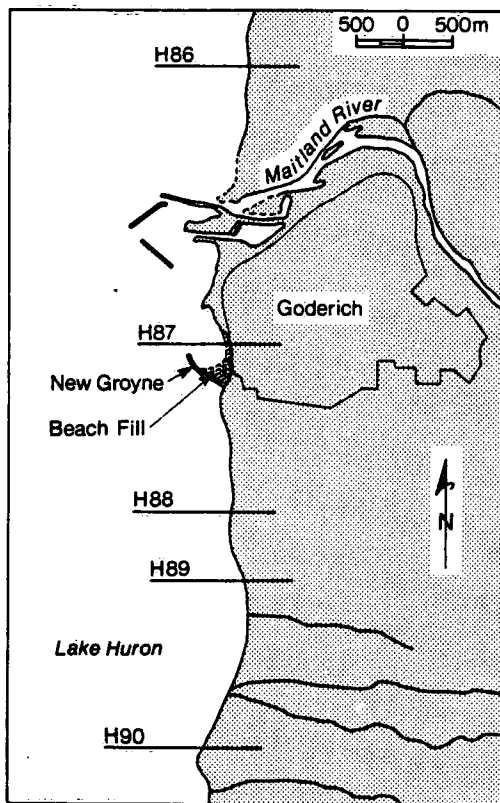 500 0 500m
H86
Maitland River
Goderich
H87
New Groyne
Beach Fill
H88
N
H89
Lake Huron
H90